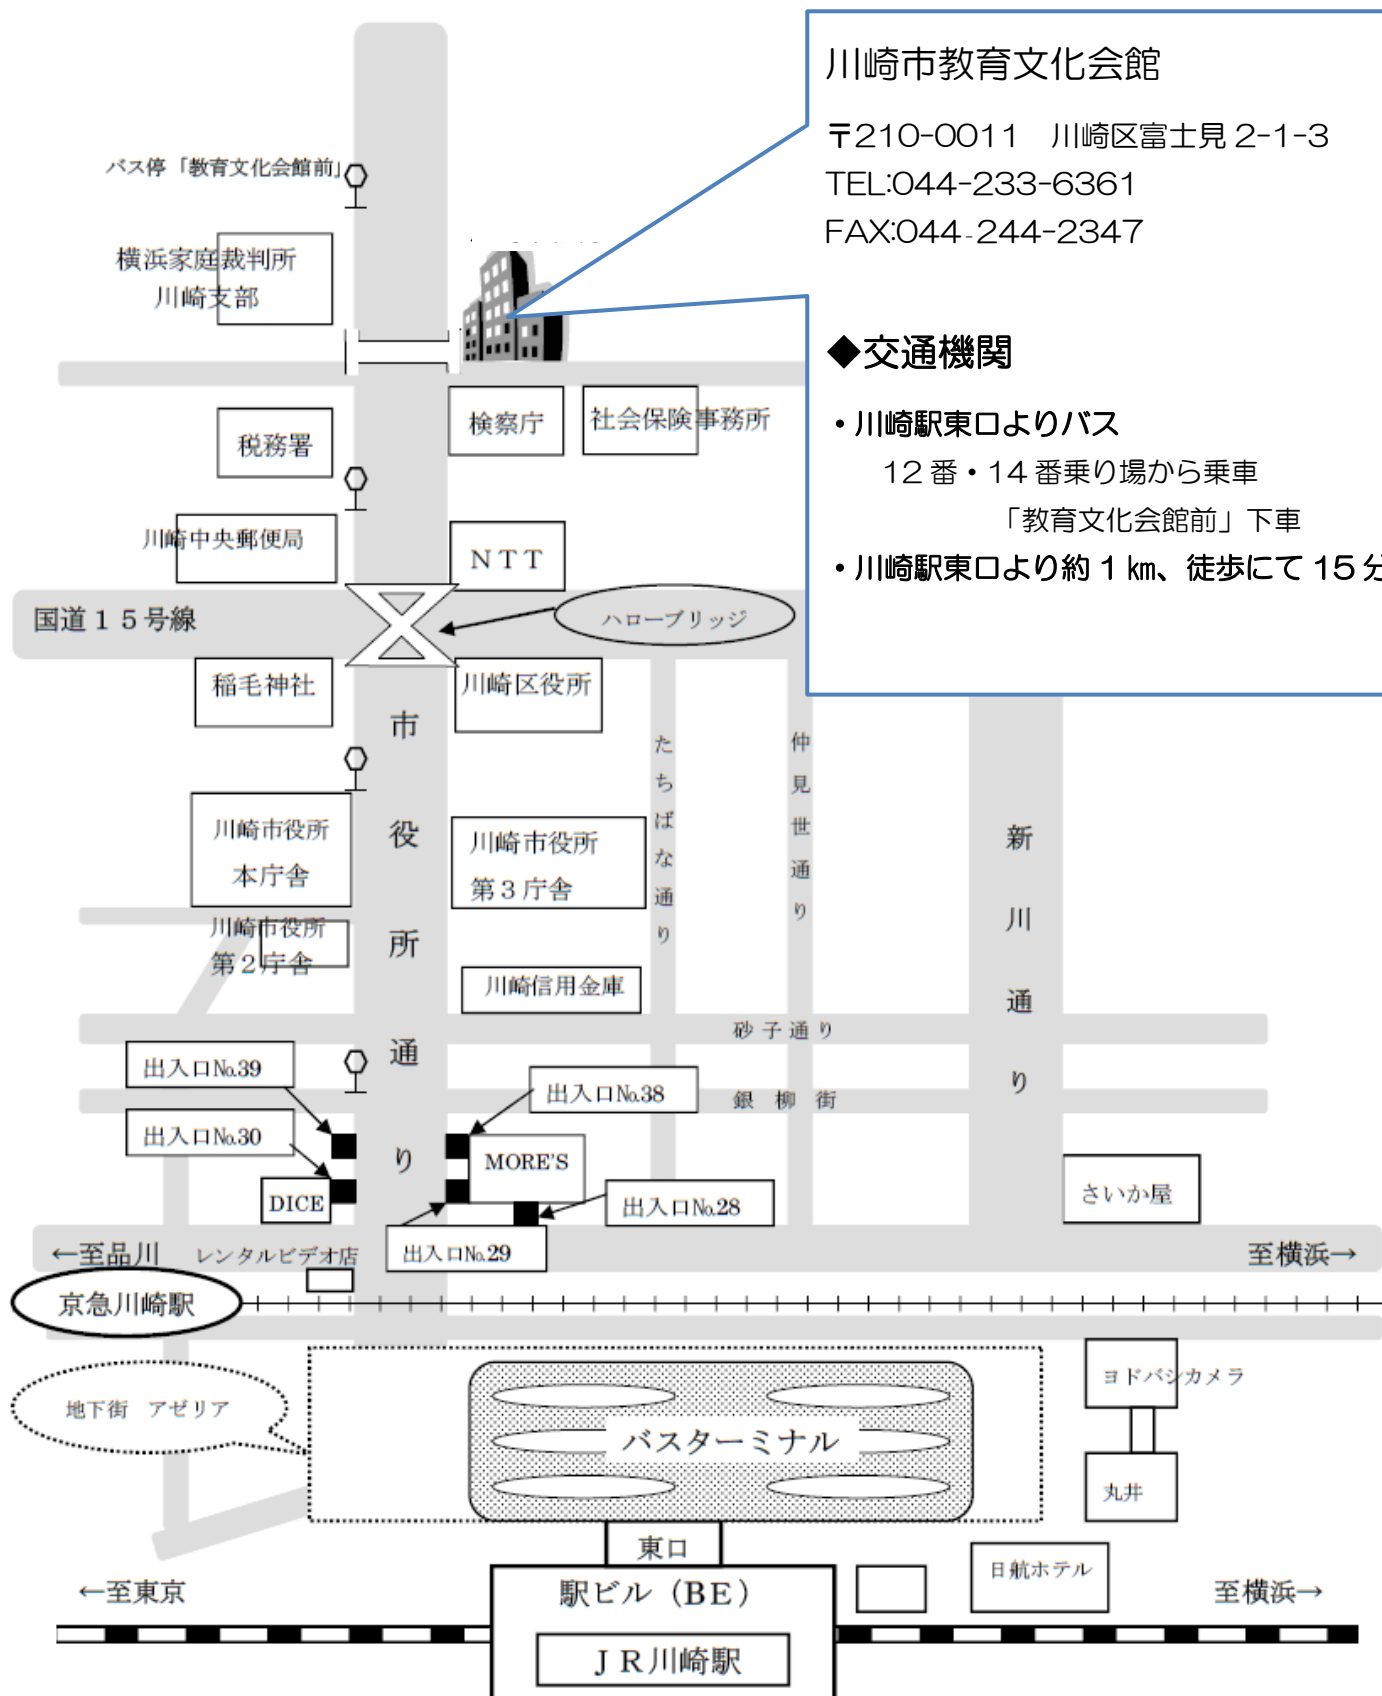 川崎市教育文化会館
〒210-0011　川崎区富士見 2-1-3
TEL:044-233-6361
FAX:044-244-2347
◆交通機関
・川崎駅東口よりバス
12 番・14 番乗り場から乗車
「教育文化会館前」下車
・川崎駅東口より約 1 ㎞、徒歩にて 15 分
バス停「教育文化会館前」
横浜家庭裁判所
川崎支部
税務署
検察庁
社会保険事務所
川崎中央郵便局
ＮＴＴ
国道１５号線
ハローブリッジ
稲毛神社
川崎区役所
市役所通り
たちばな通り
仲見世通り
新川通り
川崎市役所
本庁舎
川崎市役所
第３庁舎
川崎市役所
第２庁舎
川崎信用金庫
砂子通り
出入口№39
出入口№38
銀柳街
出入口№30
MORE'S
DICE
出入口№28
さいか屋
出入口№29
←至品川
レンタルビデオ店
至横浜→
京急川崎駅
地下街　アゼリア
バスターミナル
ヨドバシカメラ
丸井
東口
日航ホテル
←至東京
駅ビル（BE）
至横浜→
ＪＲ川崎駅